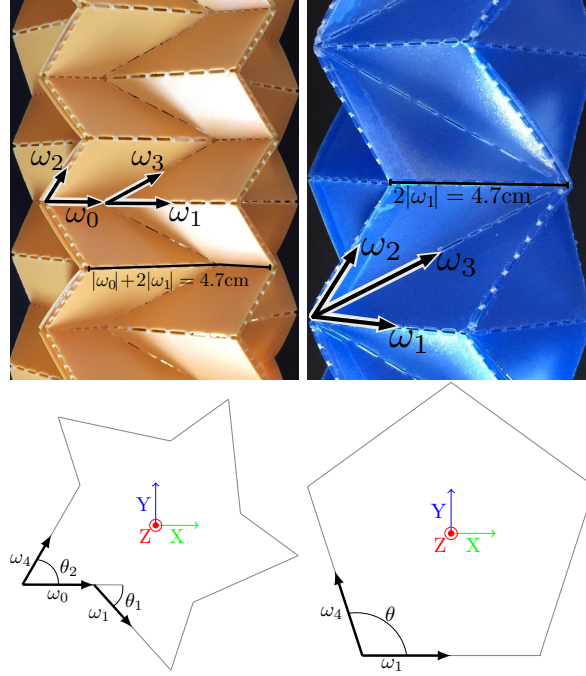 ω₂
ω₃
ω₀
ω₁
|ω₀|+2|ω₁| = 4.7cm
2|ω₁| = 4.7cm
ω₂
ω₃
ω₁
Y
Z
X
ω₄
θ₂
ω₀
θ₁
ω₁
Y
Z
X
ω₄
θ
ω₁